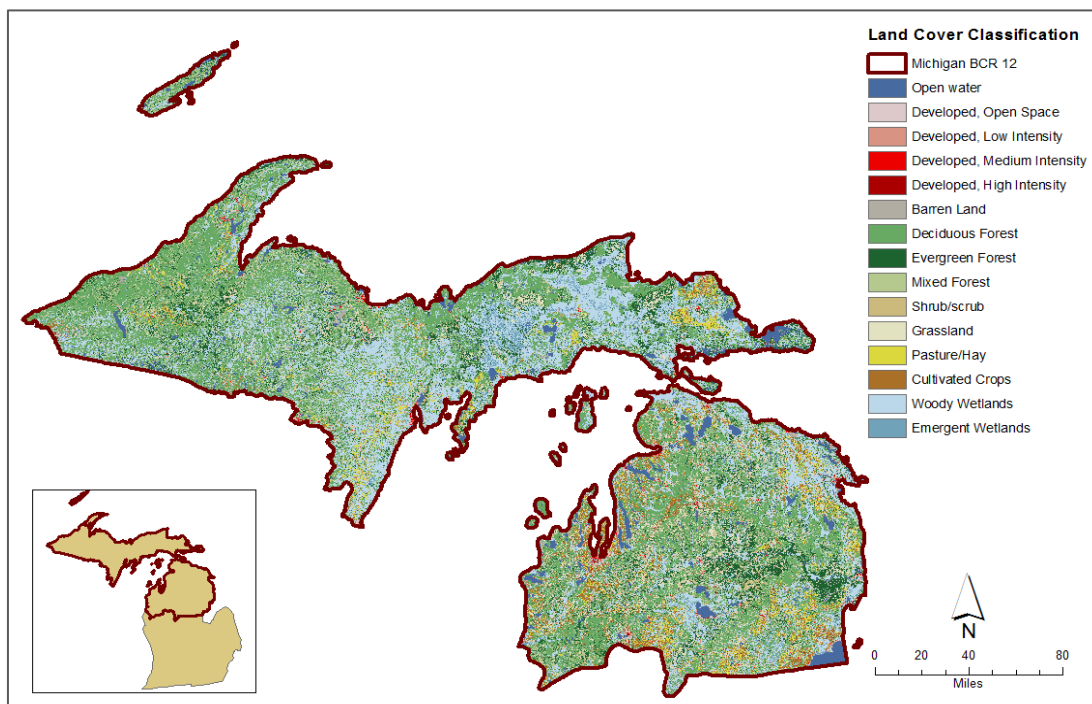 Land Cover Classification
Michigan BCR 12
Open water
Developed, Open Space
Developed, Low Intensity
Developed, Medium Intensity
Developed, High Intensity
Barren Land
Deciduous Forest
Evergreen Forest
Mixed Forest
Shrub/scrub
Grassland
Pasture/Hay
Cultivated Crops
Woody Wetlands
Emergent Wetlands
N
0 20 40 80
Miles